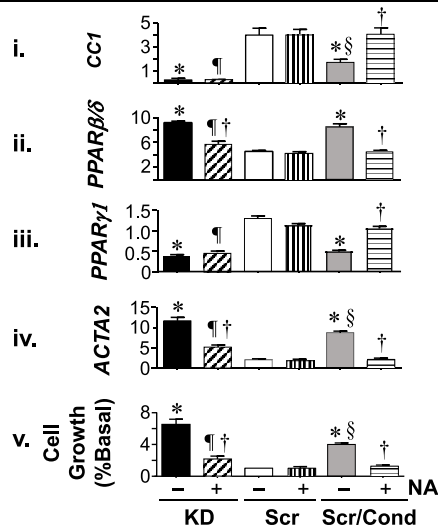 i.
CC1
5
4
3
2
1
0
* ¶ *§ †
ii.
PPARβ/δ
10
6
2
* ¶† * †
iii.
PPARγ1
1.5
1.0
0.5
0
* ¶ * †
iv.
ACTA2
15
10
5
0
* ¶† *§ †
v.
Cell Growth (%Basal)
8
4
0
* ¶† *§ †
– + – + – + NA
KD Scr Scr/Cond